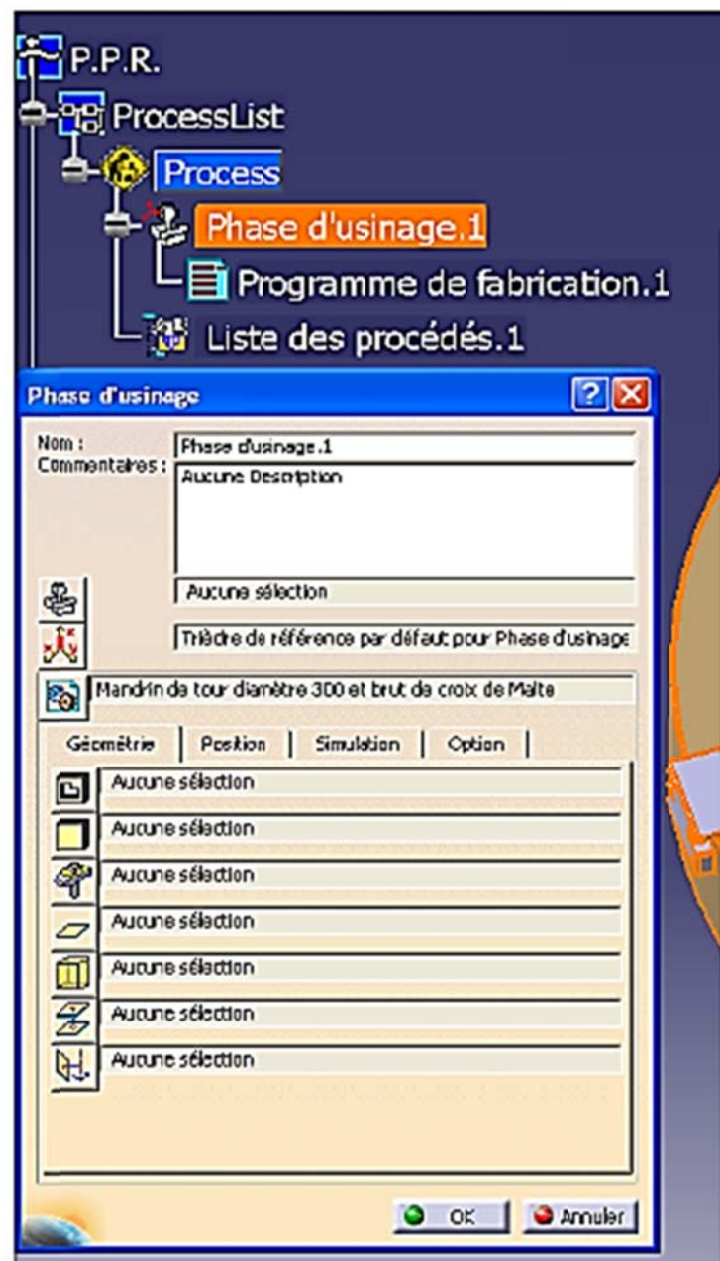 P.P.R.
ProcessList
Process
Phase d'usinage.1
Programme de fabrication.1
Liste des procédés.1
Phase d'usinage
Nom :
Phase d'usinage.1
Commentaires :
Aucune Description
Aucune sélection
Trièdre de référence par défaut pour Phase d'usinage
Mandrin de tour diamètre 300 et brut de croix de Malte
Géométrie Position Simulation Option
Aucune sélection
Aucune sélection
Aucune sélection
Aucune sélection
Aucune sélection
Aucune sélection
Aucune sélection
OK Annuler